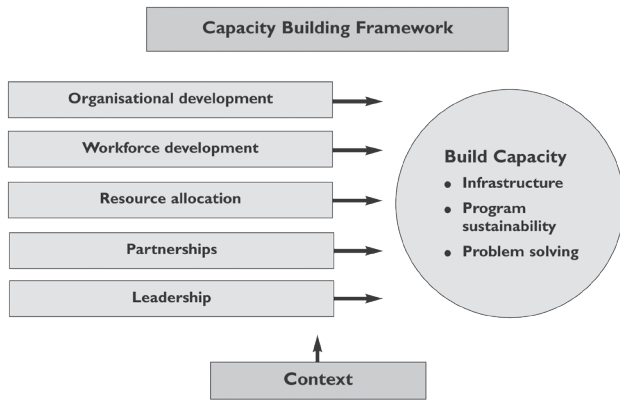 Capacity Building Framework
Organisational development
Workforce development
Resource allocation
Partnerships
Leadership
Build Capacity
• Infrastructure
• Program
sustainability
• Problem solving
Context